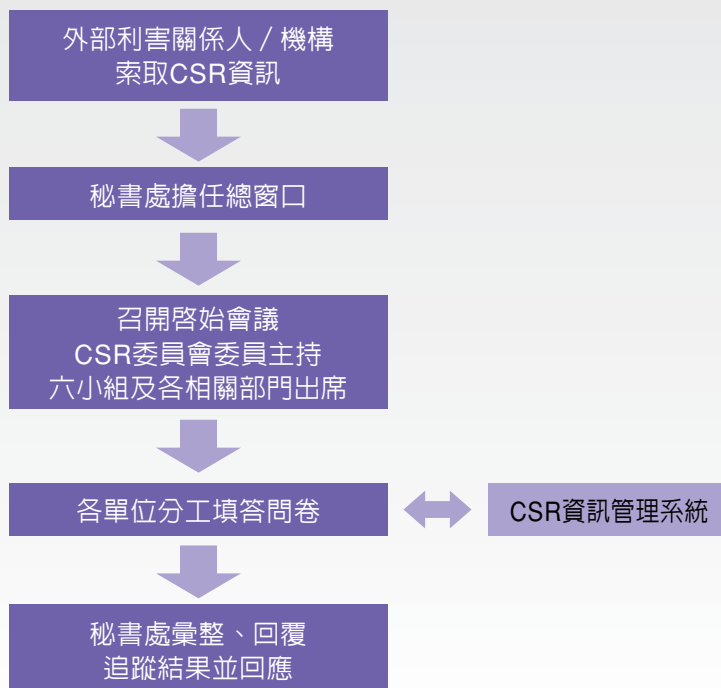 外部利害關係人／機構
索取CSR資訊
秘書處擔任總窗口
召開啓始會議
CSR委員會委員主持
六小組及各相關部門出席
各單位分工填答問卷
CSR資訊管理系統
秘書處彙整、回覆
追蹤結果並回應